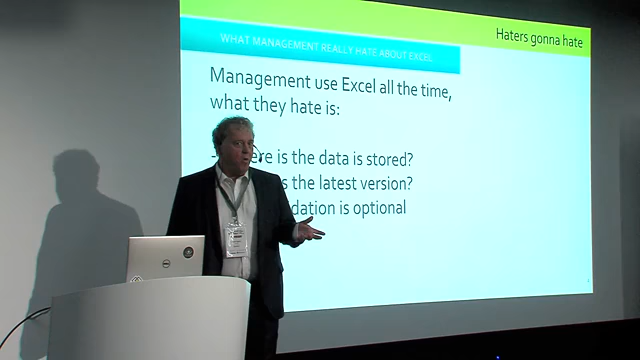 Haters gonna hate
WHAT MANAGEMENT REALLY HATE ABOUT EXCEL
Management use Excel all the time,
what they hate is:
is the data is stored?
the latest version?
is optional